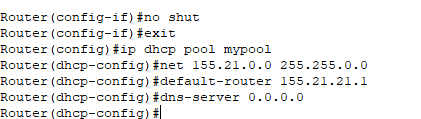 Router(config-if)#no shut
Router(config-if)#exit
Router(config)#ip dhcp pool mypool
Router(dhcp-config)#net 155.21.0.0 255.255.0.0
Router(dhcp-config)#default-router 155.21.21.1
Router(dhcp-config)#dns-server 0.0.0.0
Router(dhcp-config)#